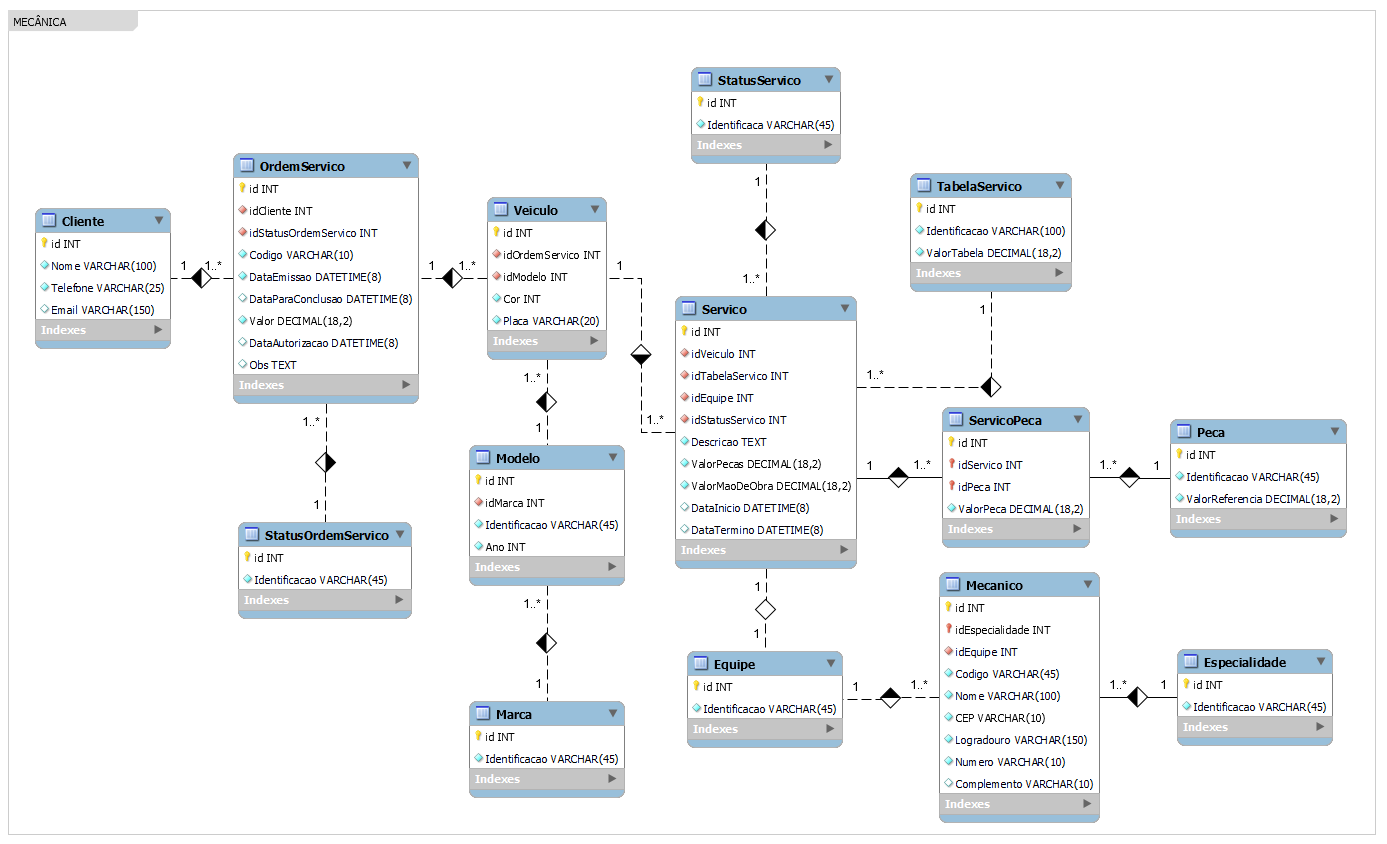 MECÂNICA
StatusServico
id INT
Identificaca VARCHAR(45)
Indexes
1
1..*
TabelaServico
id INT
Identificacao VARCHAR(100)
ValorTabela DECIMAL(18,2)
Indexes
1
1..*
Cliente
id INT
Nome VARCHAR(100)
Telefone VARCHAR(25)
Email VARCHAR(150)
Indexes
1
1..*
OrdemServico
id INT
idCliente INT
idStatusOrdemServico INT
Codigo VARCHAR(10)
DataEmissao DATETIME(8)
DataParaConclusao DATETIME(8)
Valor DECIMAL(18,2)
DataAutorizacao DATETIME(8)
Obs TEXT
Indexes
1
1..*
1..*
1
Veiculo
id INT
idOrdemServico INT
idModelo INT
Cor INT
Placa VARCHAR(20)
Indexes
1
1..*
1..*
1
Servico
id INT
idVeiculo INT
idTabelaServico INT
idEquipe INT
idStatusServico INT
Descricao TEXT
ValorPecas DECIMAL(18,2)
ValorMaoDeObra DECIMAL(18,2)
DataInicio DATETIME(8)
DataTermino DATETIME(8)
Indexes
1
1..*
1
1
ServicoPeca
id INT
idServico INT
idPeca INT
ValorPeca DECIMAL(18,2)
Indexes
1..*
1
Peca
id INT
Identificacao VARCHAR(45)
ValorReferencia DECIMAL(18,2)
Indexes
StatusOrdemServico
id INT
Identificacao VARCHAR(45)
Indexes
Modelo
id INT
idMarca INT
Identificacao VARCHAR(45)
Ano INT
Indexes
1..*
1
Marca
id INT
Identificacao VARCHAR(45)
Indexes
Equipe
id INT
Identificacao VARCHAR(45)
Indexes
1
1..*
Mecanico
id INT
idEspecialidade INT
idEquipe INT
Codigo VARCHAR(45)
Nome VARCHAR(100)
CEP VARCHAR(10)
Logradouro VARCHAR(150)
Numero VARCHAR(10)
Complemento VARCHAR(10)
Indexes
1..*
1
Especialidade
id INT
Identificacao VARCHAR(45)
Indexes